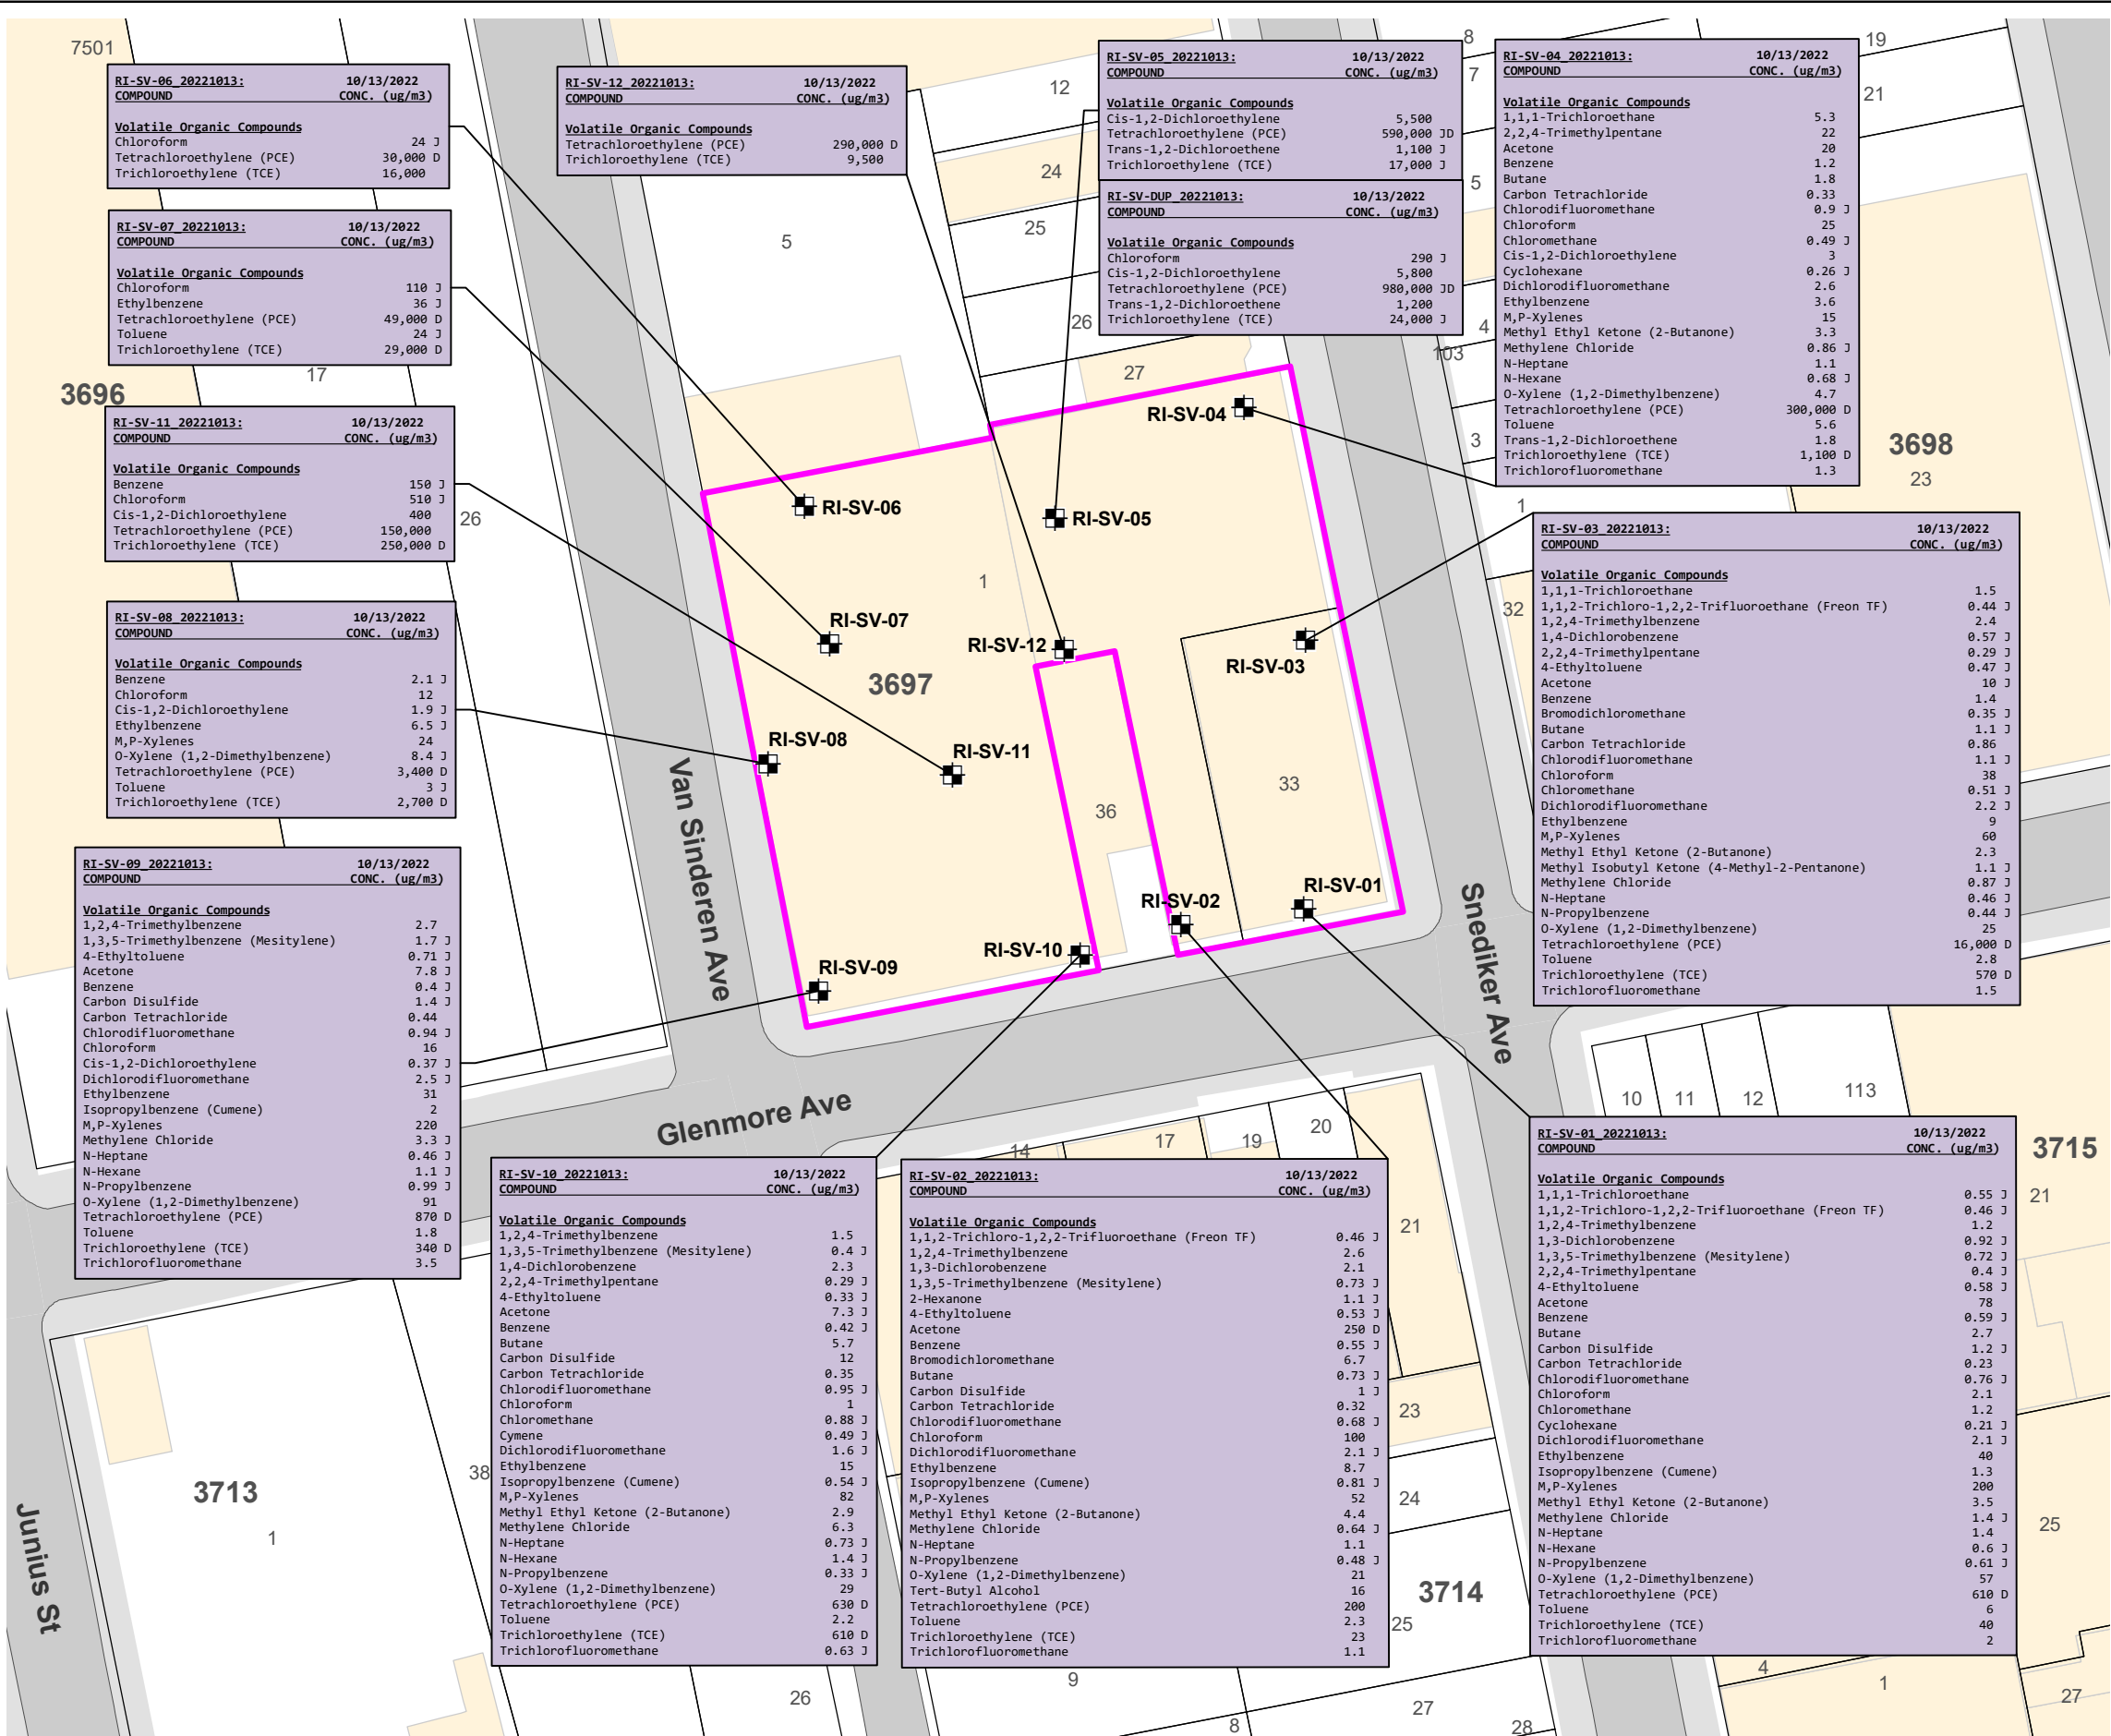 7501
RI-SV-06_20221013: 10/13/2022
COMPOUND CONC. (ug/m3)
Volatile Organic Compounds
Chloroform 24 J
Tetrachloroethylene (PCE) 30,000 D
Trichloroethylene (TCE) 16,000
RI-SV-12_20221013: 10/13/2022
COMPOUND CONC. (ug/m3)
Volatile Organic Compounds
Tetrachloroethylene (PCE) 290,000 D
Trichloroethylene (TCE) 9,500
RI-SV-05_20221013: 10/13/2022
COMPOUND CONC. (ug/m3)
Volatile Organic Compounds
Cis-1,2-Dichloroethylene 5,500
Tetrachloroethylene (PCE) 590,000 JD
Trans-1,2-Dichloroethene 1,100 J
Trichloroethylene (TCE) 17,000 J
RI-SV-DUP_20221013: 10/13/2022
COMPOUND CONC. (ug/m3)
Volatile Organic Compounds
Chloroform 290 J
Cis-1,2-Dichloroethylene 5,800
Tetrachloroethylene (PCE) 980,000 JD
Trans-1,2-Dichloroethene 1,200
Trichloroethylene (TCE) 24,000 J
RI-SV-04_20221013: 10/13/2022
COMPOUND CONC. (ug/m3)
Volatile Organic Compounds
1,1,1-Trichloroethane 5.3
2,2,4-Trimethylpentane 22
Acetone 20
Benzene 1.2
Butane 1.8
Carbon Tetrachloride 0.33
Chlorodifluoromethane 0.9 J
Chloroform 25
Chloromethane 0.49 J
Cis-1,2-Dichloroethylene 3
Cyclohexane 0.26 J
Dichlorodifluoromethane 2.6
Ethylbenzene 3.6
M,P-Xylenes 15
Methyl Ethyl Ketone (2-Butanone) 3.3
Methylene Chloride 0.86 J
N-Heptane 1.1
N-Hexane 0.68 J
O-Xylene (1,2-Dimethylbenzene) 4.7
Tetrachloroethylene (PCE) 300,000 D
Toluene 5.6
Trans-1,2-Dichloroethene 1.8
Trichloroethylene (TCE) 1,100 D
Trichlorofluoromethane 1.3
RI-SV-07_20221013: 10/13/2022
COMPOUND CONC. (ug/m3)
Volatile Organic Compounds
Chloroform 110 J
Ethylbenzene 36 J
Tetrachloroethylene (PCE) 49,000 D
Toluene 24 J
Trichloroethylene (TCE) 29,000 D
RI-SV-11_20221013: 10/13/2022
COMPOUND CONC. (ug/m3)
Volatile Organic Compounds
Benzene 150 J
Chloroform 510 J
Cis-1,2-Dichloroethylene 400
Tetrachloroethylene (PCE) 150,000
Trichloroethylene (TCE) 250,000 D
RI-SV-08_20221013: 10/13/2022
COMPOUND CONC. (ug/m3)
Volatile Organic Compounds
Benzene 2.1 J
Chloroform 12
Cis-1,2-Dichloroethylene 1.9 J
Ethylbenzene 6.5 J
M,P-Xylenes 24
O-Xylene (1,2-Dimethylbenzene) 8.4 J
Tetrachloroethylene (PCE) 3,400 D
Toluene 3 J
Trichloroethylene (TCE) 2,700 D
RI-SV-03_20221013: 10/13/2022
COMPOUND CONC. (ug/m3)
Volatile Organic Compounds
1,1,1-Trichloroethane 1.5
1,1,2-Trichloro-1,2,2-Trifluoroethane (Freon TF) 0.44 J
1,2,4-Trimethylbenzene 2.4
1,4-Dichlorobenzene 0.57 J
2,2,4-Trimethylpentane 0.29 J
4-Ethyltoluene 0.47 J
Acetone 10 J
Benzene 1.4
Bromodichloromethane 0.35 J
Butane 1.1 J
Carbon Tetrachloride 0.86
Chlorodifluoromethane 1.1 J
Chloroform 38
Chloromethane 0.51 J
Dichlorodifluoromethane 2.2 J
Ethylbenzene 9
M,P-Xylenes 60
Methyl Ethyl Ketone (2-Butanone) 2.3
Methyl Isobutyl Ketone (4-Methyl-2-Pentanone) 1.1 J
Methylene Chloride 0.87 J
N-Heptane 0.46 J
N-Propylbenzene 0.44 J
O-Xylene (1,2-Dimethylbenzene) 25
Tetrachloroethylene (PCE) 16,000 D
Toluene 2.8
Trichloroethylene (TCE) 570 D
Trichlorofluoromethane 1.5
RI-SV-09_20221013: 10/13/2022
COMPOUND CONC. (ug/m3)
Volatile Organic Compounds
1,2,4-Trimethylbenzene 2.7
1,3,5-Trimethylbenzene (Mesitylene) 1.7 J
4-Ethyltoluene 0.71 J
Acetone 7.8 J
Benzene 0.4 J
Carbon Disulfide 1.4 J
Carbon Tetrachloride 0.44
Chlorodifluoromethane 0.94 J
Chloroform 16
Cis-1,2-Dichloroethylene 0.37 J
Dichlorodifluoromethane 2.5 J
Ethylbenzene 31
Isopropylbenzene (Cumene) 2
M,P-Xylenes 220
Methylene Chloride 3.3 J
N-Heptane 0.46 J
N-Hexane 1.1 J
N-Propylbenzene 0.99 J
O-Xylene (1,2-Dimethylbenzene) 91
Tetrachloroethylene (PCE) 870 D
Toluene 1.8
Trichloroethylene (TCE) 340 D
Trichlorofluoromethane 3.5
RI-SV-10_20221013: 10/13/2022
COMPOUND CONC. (ug/m3)
Volatile Organic Compounds
1,2,4-Trimethylbenzene 1.5
1,3,5-Trimethylbenzene (Mesitylene) 0.4 J
1,4-Dichlorobenzene 2.3
2,2,4-Trimethylpentane 0.29 J
4-Ethyltoluene 0.33 J
Acetone 7.3 J
Benzene 0.42 J
Butane 5.7
Carbon Disulfide 12
Carbon Tetrachloride 0.35
Chlorodifluoromethane 0.95 J
Chloroform 1
Chloromethane 0.88 J
Cymene 0.49 J
Dichlorodifluoromethane 1.6 J
Ethylbenzene 15
Isopropylbenzene (Cumene) 0.54 J
M,P-Xylenes 82
Methyl Ethyl Ketone (2-Butanone) 2.9
Methylene Chloride 6.3
N-Heptane 0.73 J
N-Hexane 1.4 J
N-Propylbenzene 0.33 J
O-Xylene (1,2-Dimethylbenzene) 29
Tetrachloroethylene (PCE) 630 D
Toluene 2.2
Trichloroethylene (TCE) 610 D
Trichlorofluoromethane 0.63 J
RI-SV-02_20221013: 10/13/2022
COMPOUND CONC. (ug/m3)
Volatile Organic Compounds
1,1,2-Trichloro-1,2,2-Trifluoroethane (Freon TF) 0.46 J
1,2,4-Trimethylbenzene 2.6
1,3-Dichlorobenzene 2.1
1,3,5-Trimethylbenzene (Mesitylene) 0.73 J
2-Hexanone 1.1 J
4-Ethyltoluene 0.53 J
Acetone 250 D
Benzene 0.55 J
Bromodichloromethane 6.7
Butane 0.73 J
Carbon Disulfide 1 J
Carbon Tetrachloride 0.32
Chlorodifluoromethane 0.68 J
Chloroform 100
Dichlorodifluoromethane 2.1 J
Ethylbenzene 8.7
Isopropylbenzene (Cumene) 0.81 J
M,P-Xylenes 52
Methyl Ethyl Ketone (2-Butanone) 4.4
Methylene Chloride 0.64 J
N-Heptane 1.1
N-Propylbenzene 0.48 J
O-Xylene (1,2-Dimethylbenzene) 21
Tert-Butyl Alcohol 16
Tetrachloroethylene (PCE) 200
Toluene 2.3
Trichloroethylene (TCE) 23
Trichlorofluoromethane 1.1
RI-SV-01_20221013: 10/13/2022
COMPOUND CONC. (ug/m3)
Volatile Organic Compounds
1,1,1-Trichloroethane 0.55 J
1,1,2-Trichloro-1,2,2-Trifluoroethane (Freon TF) 0.46 J
1,2,4-Trimethylbenzene 1.2
1,3-Dichlorobenzene 0.92 J
1,3,5-Trimethylbenzene (Mesitylene) 0.72 J
2,2,4-Trimethylpentane 0.4 J
4-Ethyltoluene 0.58 J
Acetone 78
Benzene 0.59 J
Butane 2.7
Carbon Disulfide 1.2 J
Carbon Tetrachloride 0.23
Chlorodifluoromethane 0.76 J
Chloroform 2.1
Chloromethane 1.2
Cyclohexane 0.21 J
Dichlorodifluoromethane 2.1 J
Ethylbenzene 40
Isopropylbenzene (Cumene) 1.3
M,P-Xylenes 200
Methyl Ethyl Ketone (2-Butanone) 3.5
Methylene Chloride 1.4 J
N-Heptane 1.4
N-Hexane 0.6 J
N-Propylbenzene 0.61 J
O-Xylene (1,2-Dimethylbenzene) 57
Tetrachloroethylene (PCE) 610 D
Toluene 6
Trichloroethylene (TCE) 40
Trichlorofluoromethane 2
8
7
19
21
12
24
25
5
5
26
4
103
27
17
3696
3
3698
23
1
26
32
RI-SV-04
RI-SV-06
RI-SV-05
1
RI-SV-07
RI-SV-12
RI-SV-03
3697
RI-SV-08
RI-SV-11
33
36
RI-SV-01
RI-SV-02
RI-SV-10
RI-SV-09
Van Sinderen Ave
Snediker Ave
Glenmore Ave
Junius St
10
11
12
113
14
17
19
20
3715
21
21
23
24
25
3714
25
38
3713
1
26
9
8
27
28
4
1
27